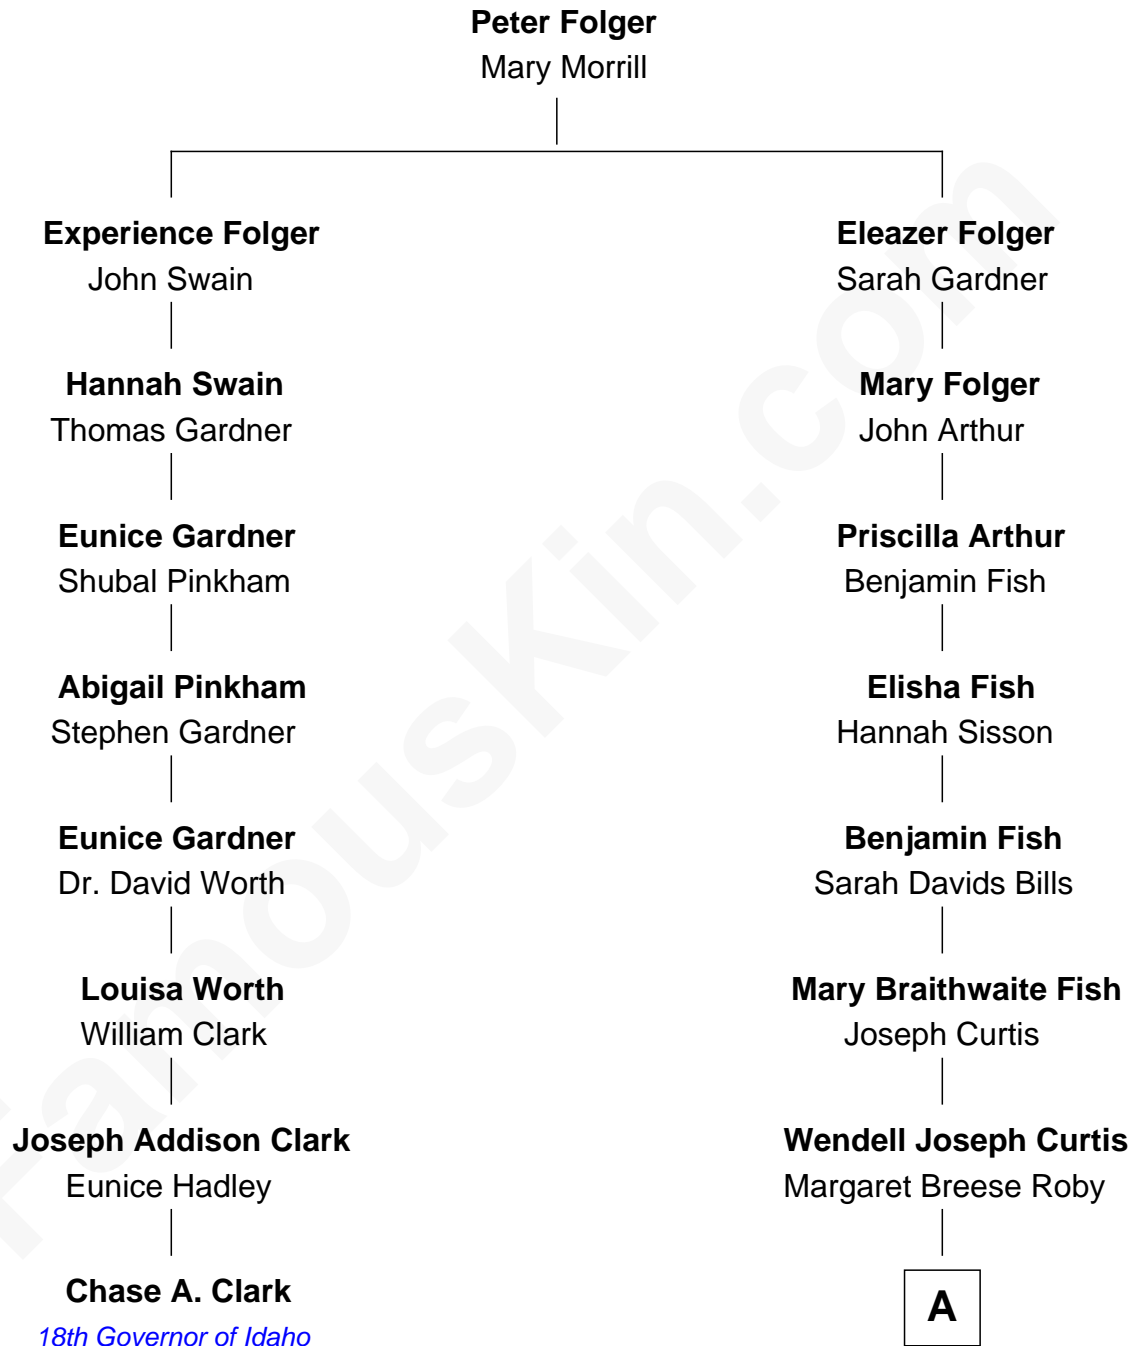 Peter Folger
Mary Morrill
Experience Folger
John Swain
Eleazer Folger
Sarah Gardner
Hannah Swain
Thomas Gardner
Mary Folger
John Arthur
Eunice Gardner
Shubal Pinkham
Priscilla Arthur
Benjamin Fish
Abigail Pinkham
Stephen Gardner
Elisha Fish
Hannah Sisson
Eunice Gardner
Dr. David Worth
Benjamin Fish
Sarah Davids Bills
Louisa Worth
William Clark
Mary Braithwaite Fish
Joseph Curtis
Joseph Addison Clark
Eunice Hadley
Wendell Joseph Curtis
Margaret Breese Roby
Chase A. Clark
18th Governor of Idaho
A
FamousKin.com